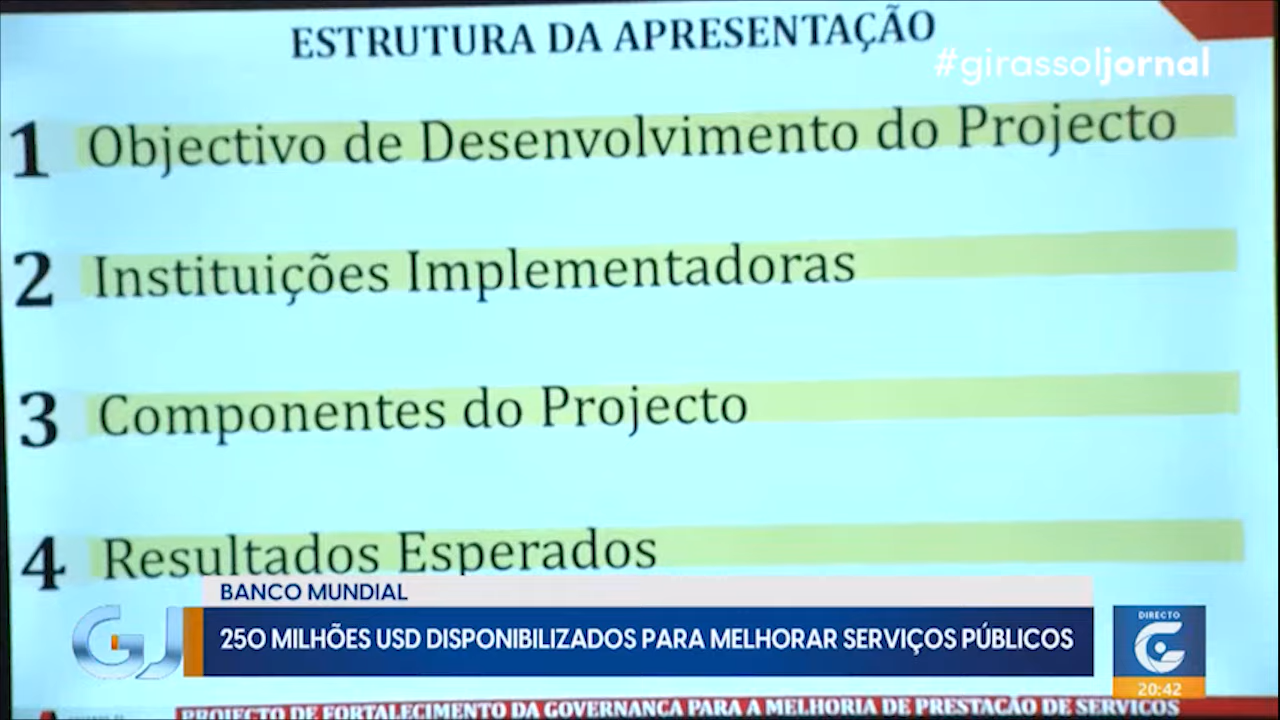 ESTRUTURA DA APRESENTAÇÃO
#girassoljornal
1 Objectivo de Desenvolvimento do Projecto
2 Instituições Implementadoras
3 Componentes do Projecto
4 Resultados Esperados
BANCO MUNDIAL
250 MILHÕES USD DISPONIBILIZADOS PARA MELHORAR SERVIÇOS PÚBLICOS
GJ
DIRECTO
20:42
PROJECTO DE FORTALECIMENTO DA GOVERNANÇA PARA A MELHORIA DE PRESTAÇÃO DE SERVIÇOS